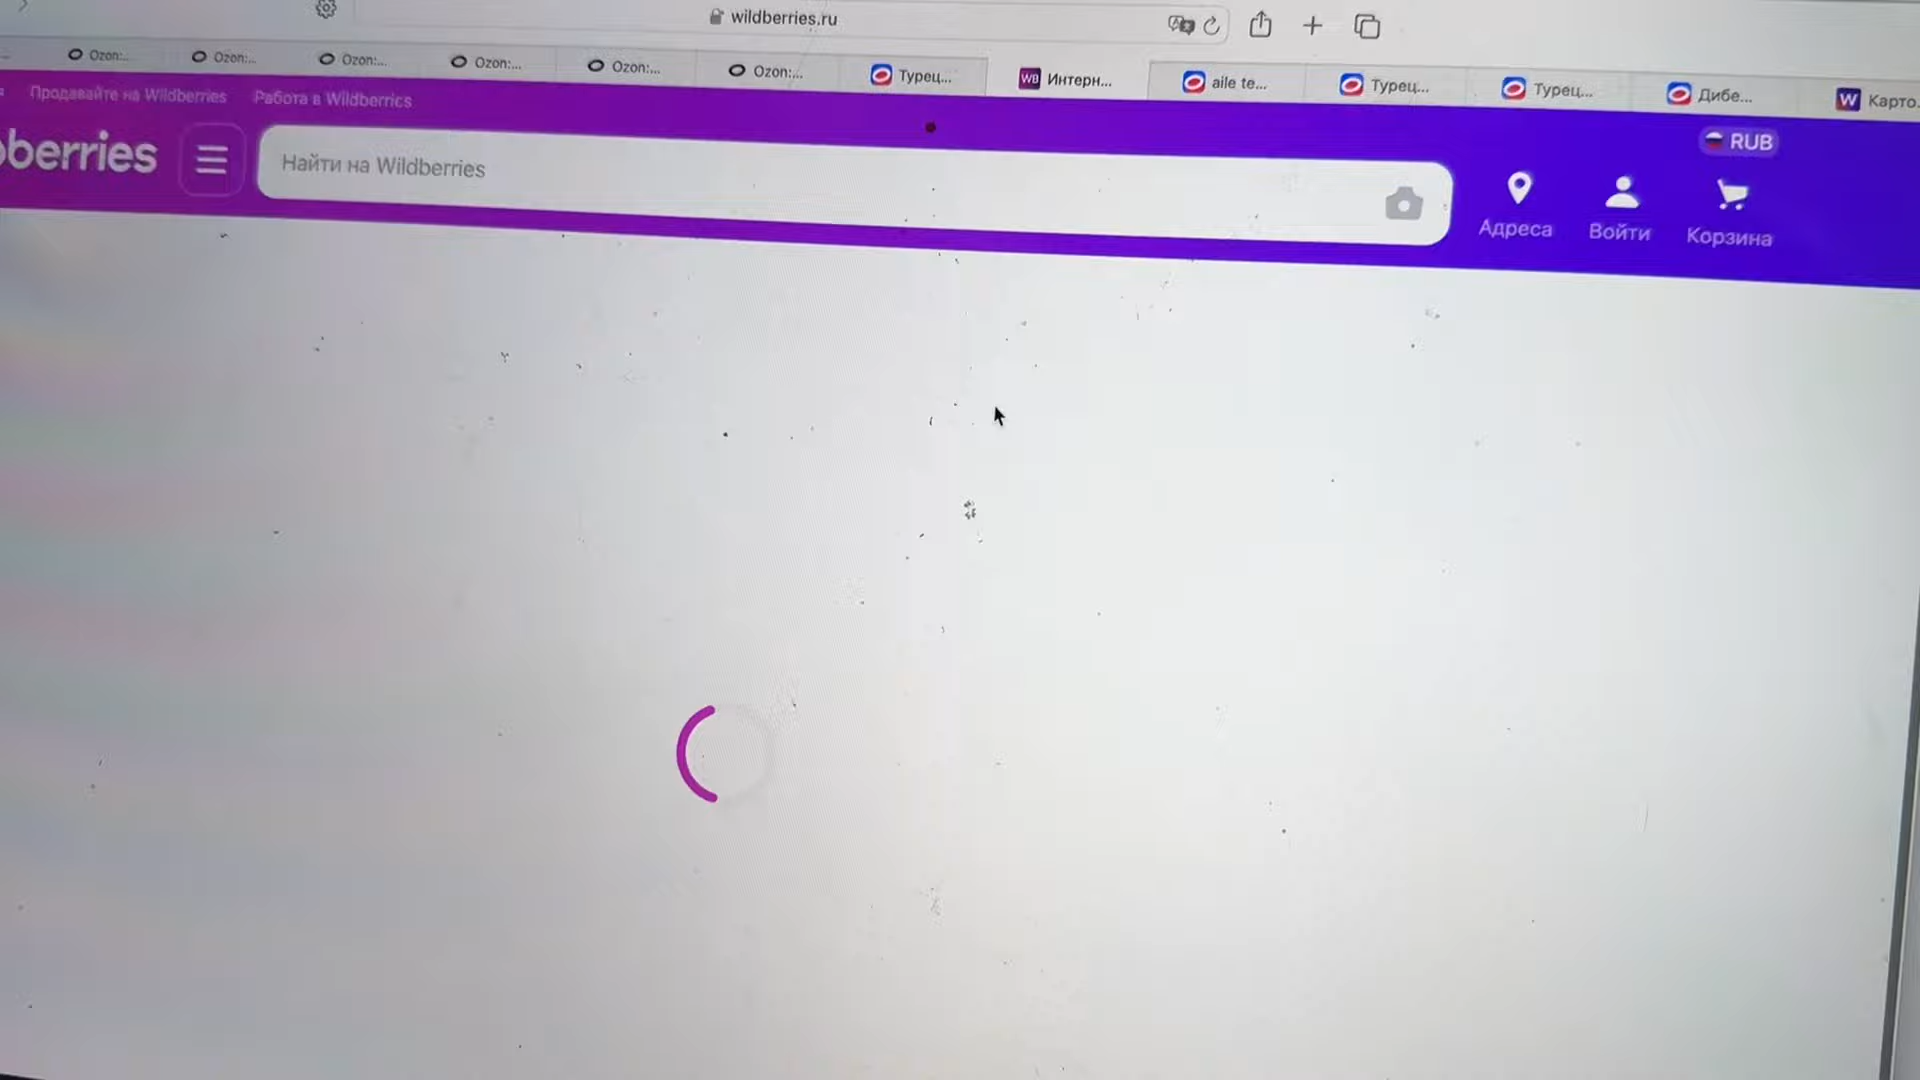 wildberries.ru
Ozon:...
Ozon:...
Ozon:...
Ozon:...
Ozon:...
Ozon:...
Турец...
WB Интерн...
aile te...
Турец...
Турец...
Дибе...
W Карто.
Продавайте на Wildberries
Работа в Wildberries
RUB
berries
Найти на Wildberries
Адреса
Войти
Корзина